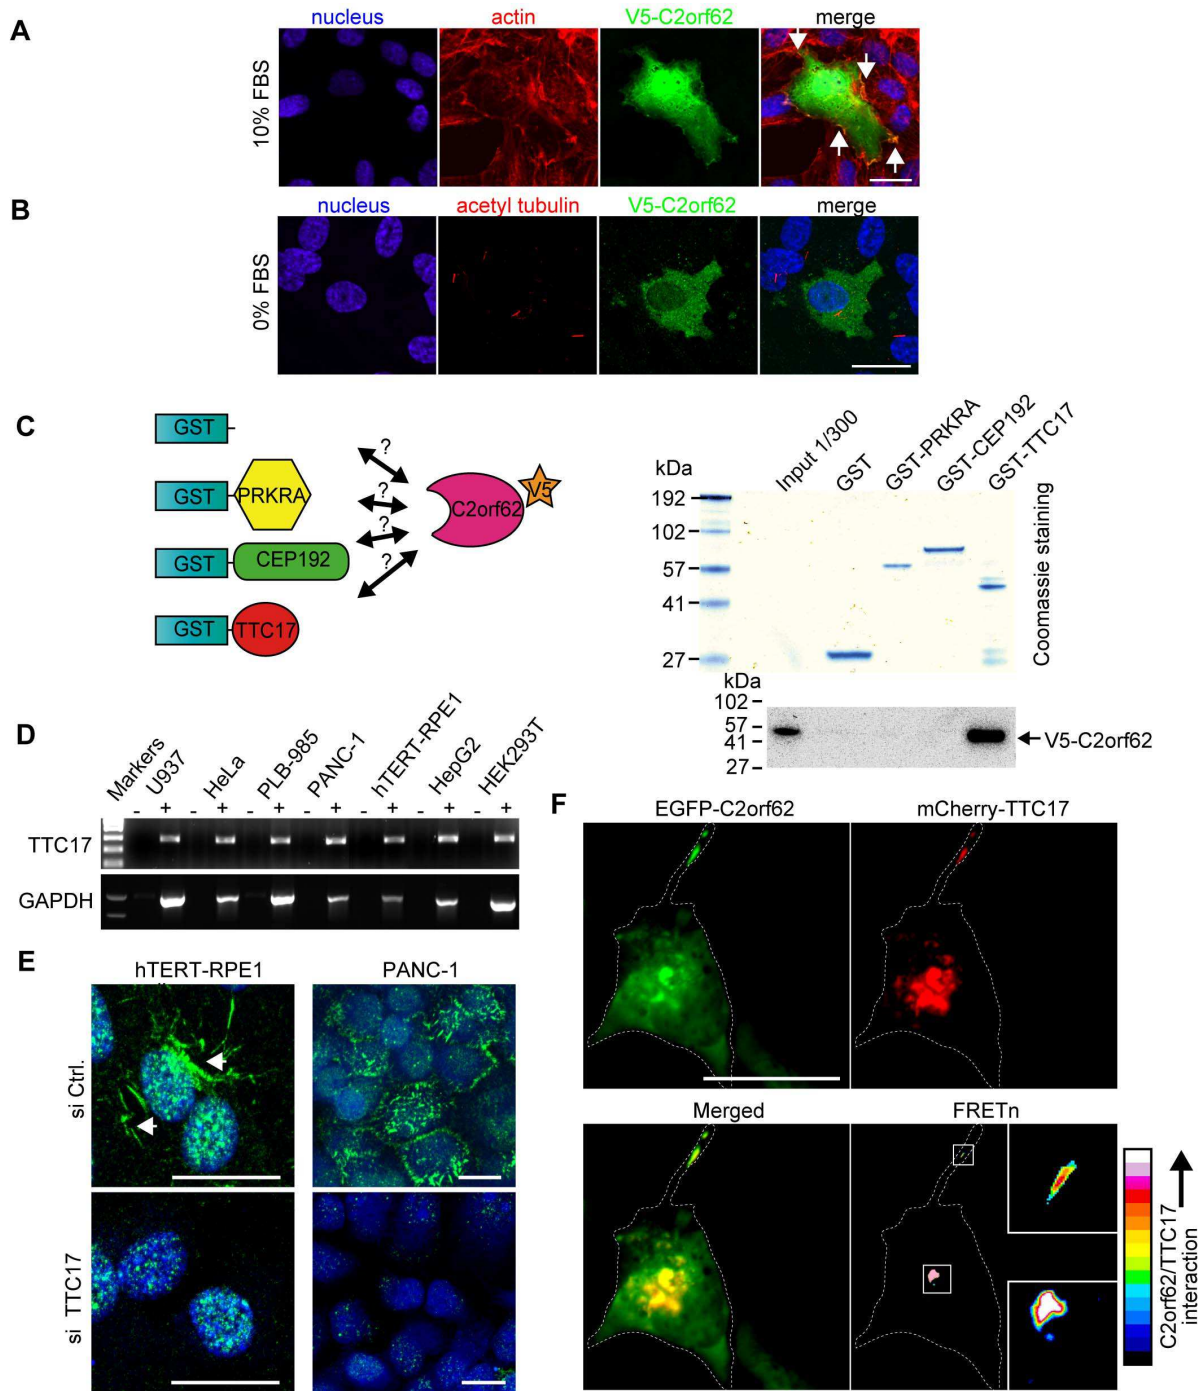 A
nucleus
actin
V5-C2orf62
merge
10% FBS
B
nucleus
acetyl tubulin
V5-C2orf62
merge
0% FBS
C
GST
GST
PRKRA
GST
CEP192
GST
TTC17
?
?
?
?
C2orf62
V5
kDa
Input 1/300
GST
GST-PRKRA
GST-CEP192
GST-TTC17
192
102
57
41
27
Coomassie staining
kDa
102
57
41
27
V5-C2orf62
D
Markers
U937
HeLa
PLB-985
PANC-1
hTERT-RPE1
HepG2
HEK293T
- + - + - + - + - + - + - +
TTC17
GAPDH
E
hTERT-RPE1
PANC-1
si Ctrl.
si TTC17
F
EGFP-C2orf62
mCherry-TTC17
Merged
FRETn
C2orf62/TTC17
interaction